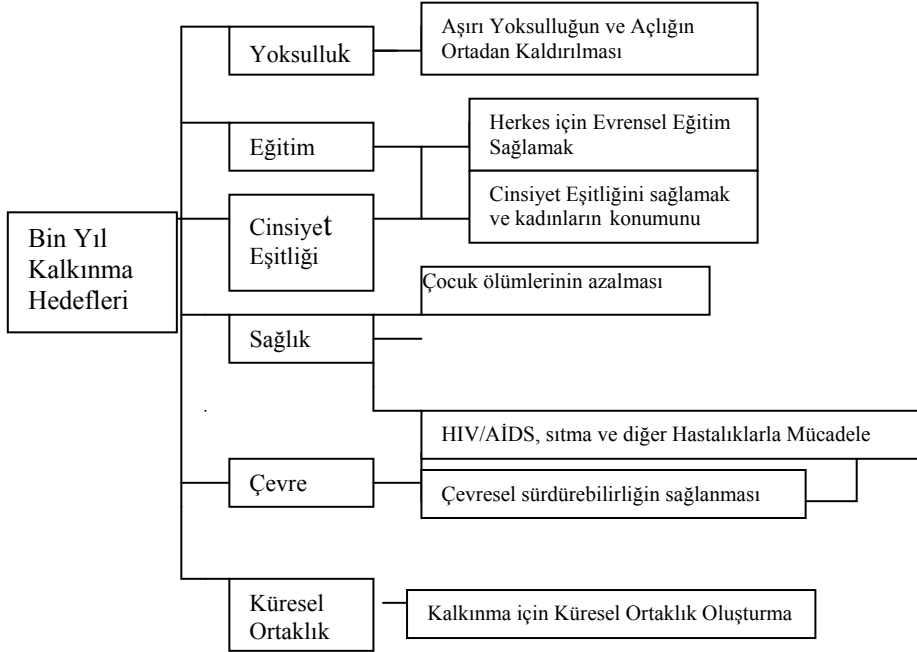 Bin Yıl
Kalkınma
Hedefleri
Yoksulluk
Aşırı Yoksulluğun ve Açlığın
Ortadan Kaldırılması
Eğitim
Herkes için Evrensel Eğitim
Sağlamak
Cinsiyet
Eşitliği
Cinsiyet Eşitliğini sağlamak
ve kadınların konumunu
Sağlık
Çocuk ölümlerinin azalması
HIV/AİDS, sıtma ve diğer Hastalıklarla Mücadele
Çevre
Çevresel sürdürebilirliğin sağlanması
Küresel
Ortaklık
Kalkınma için Küresel Ortaklık Oluşturma